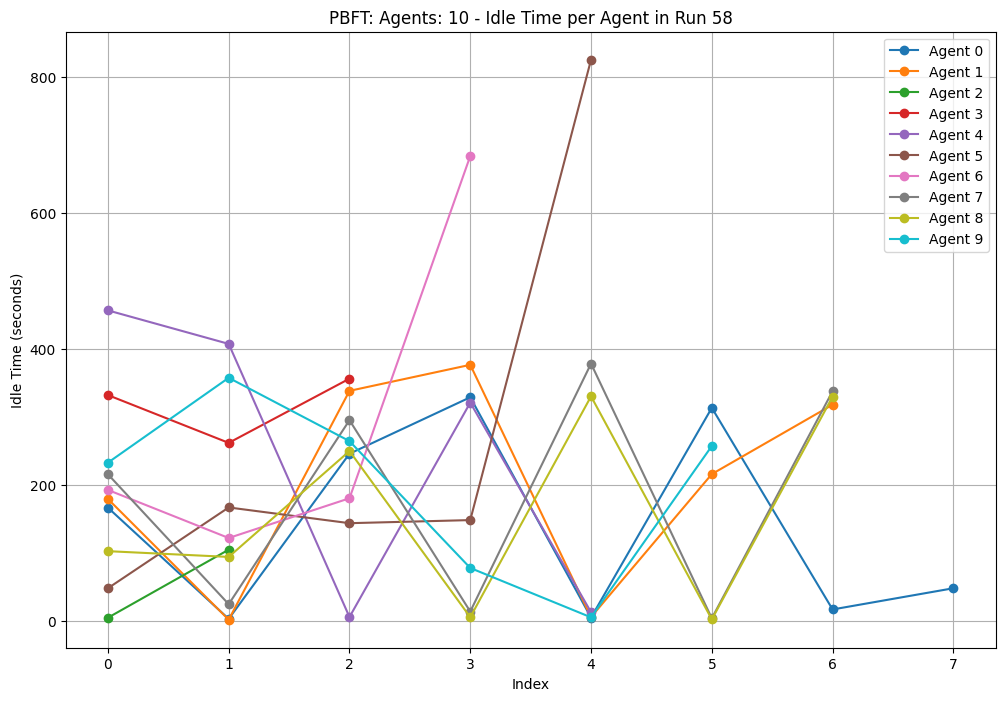 PBFT: Agents: 10 - Idle Time per Agent in Run 58
Idle Time (seconds)
800
600
400
200
0
0 1 2 3 4 5 6 7
Index
Agent 0
Agent 1
Agent 2
Agent 3
Agent 4
Agent 5
Agent 6
Agent 7
Agent 8
Agent 9